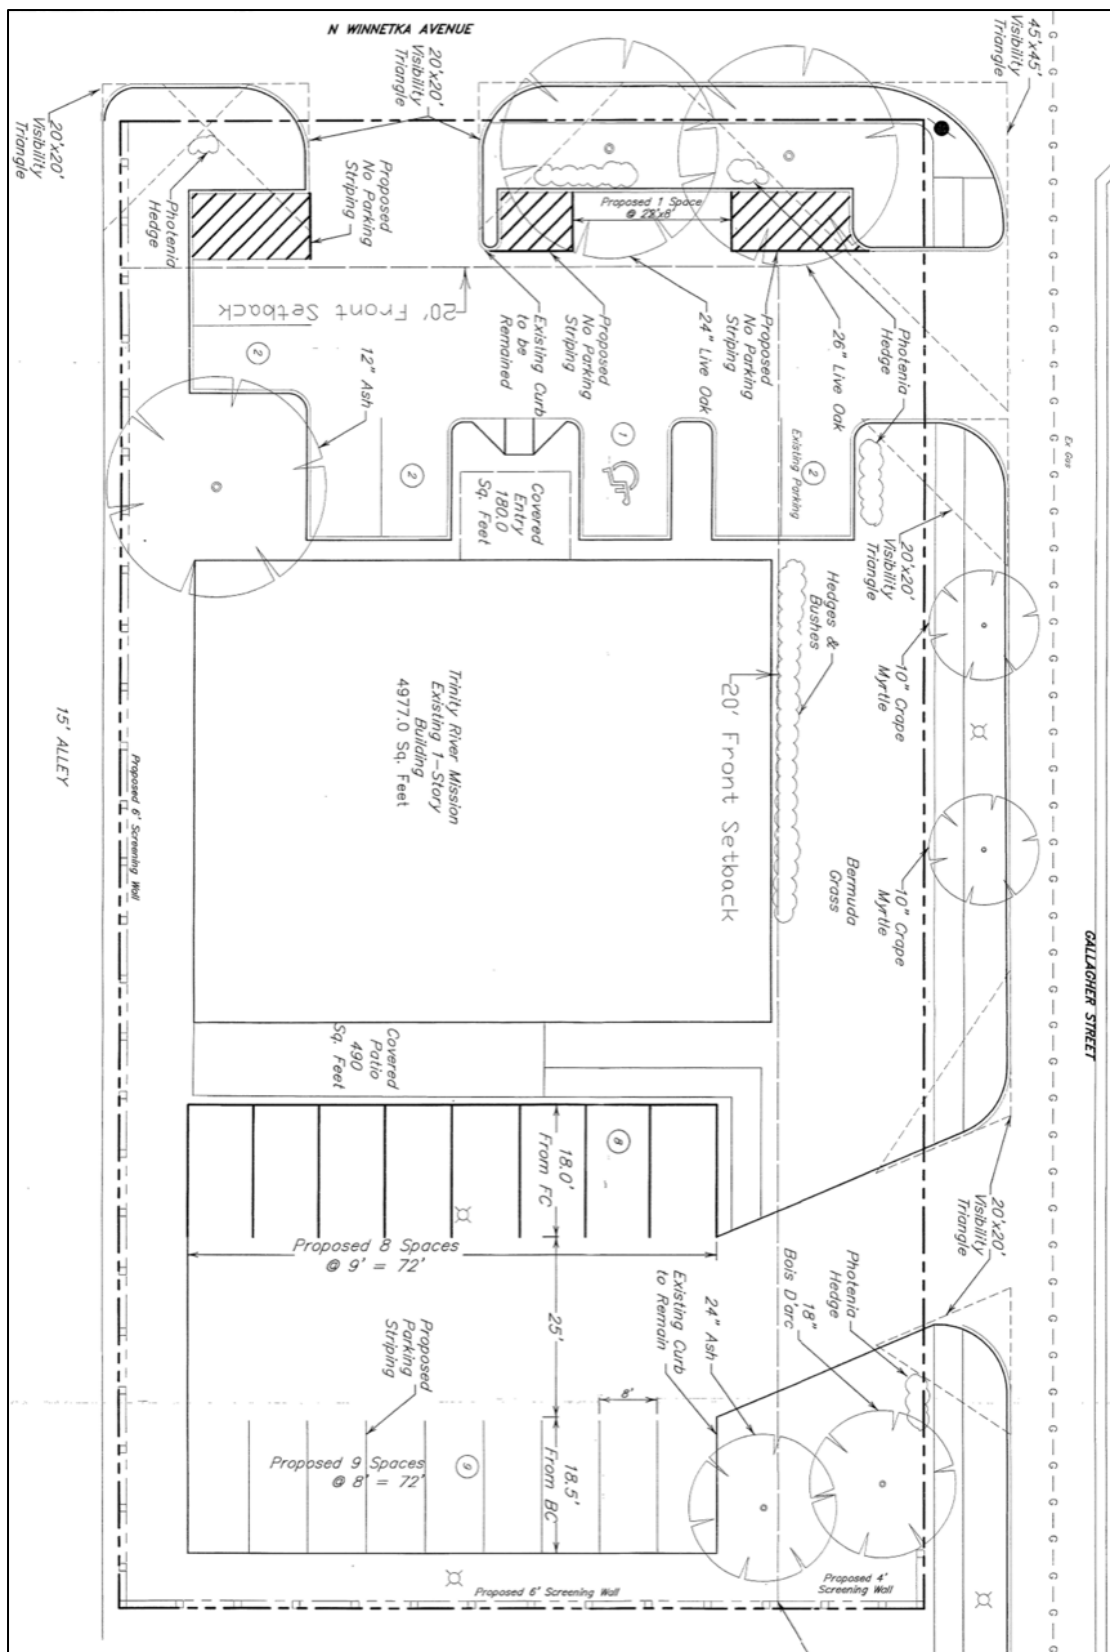 N WINNETKA AVENUE
45'x45'
Visibility
Triangle
20'x20'
Visibility
Triangle
20'x20'
Visibility
Triangle
Photenia
Hedge
Proposed
No Parking
Striping
Proposed 1 Space
@ 22'x8'
20' Front Setback
Existing Curb
to be
Remained
Proposed
No Parking
Striping
24" Live Oak
Proposed
No Parking
Striping
26" Live Oak
Photenia
Hedge
2
12" Ash
2
1
Existing Parking
2
Ex Gas
Covered
Entry
180.0
Sq. Feet
20'x20'
Visibility
Triangle
Hedges &
Bushes
10" Crape
Myrtle
Trinity River Mission
Existing 1-Story
Building
4977.0 Sq. Feet
20' Front Setback
15' ALLEY
Proposed 6' Screening Wall
Bermuda
Grass
10" Crape
Myrtle
GALLAGHER STREET
Covered
Patio
490
Sq. Feet
8
18.0'
From FC
Proposed 8 Spaces
@ 9' = 72'
20'x20'
Visibility
Triangle
Photenia
Hedge
18"
Bois D'arc
24" Ash
Existing Curb
to Remain
25'
Proposed
Parking
Striping
8'
Proposed 9 Spaces
@ 8' = 72'
9
18.5'
From BC
Proposed 6' Screening Wall
Proposed 4'
Screening Wall
G G G G G G G G G G G G G G G G G G G G G G G G G G G G G G G G G G G G G G G G G G G G G G G G G G G G